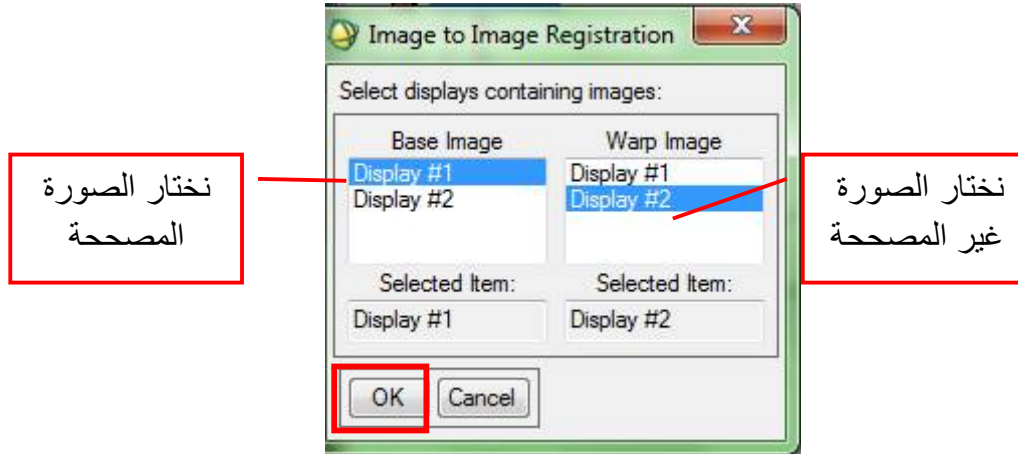 Image to Image Registration
Select displays containing images:
Base Image
Warp Image
Display #1
Display #2
Display #1
Display #2
نختار الصورة
المصححة
نختار الصورة
غير المصححة
Selected Item:
Selected Item:
Display #1
Display #2
OK
Cancel